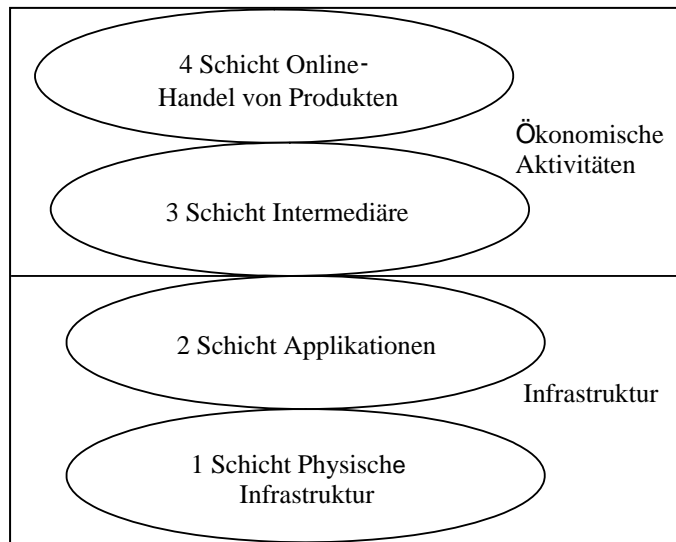 4 Schicht Online-
Handel von Produkten
Ökonomische
Aktivitäten
3 Schicht Intermediäre
2 Schicht Applikationen
Infrastruktur
1 Schicht Physische
Infrastruktur